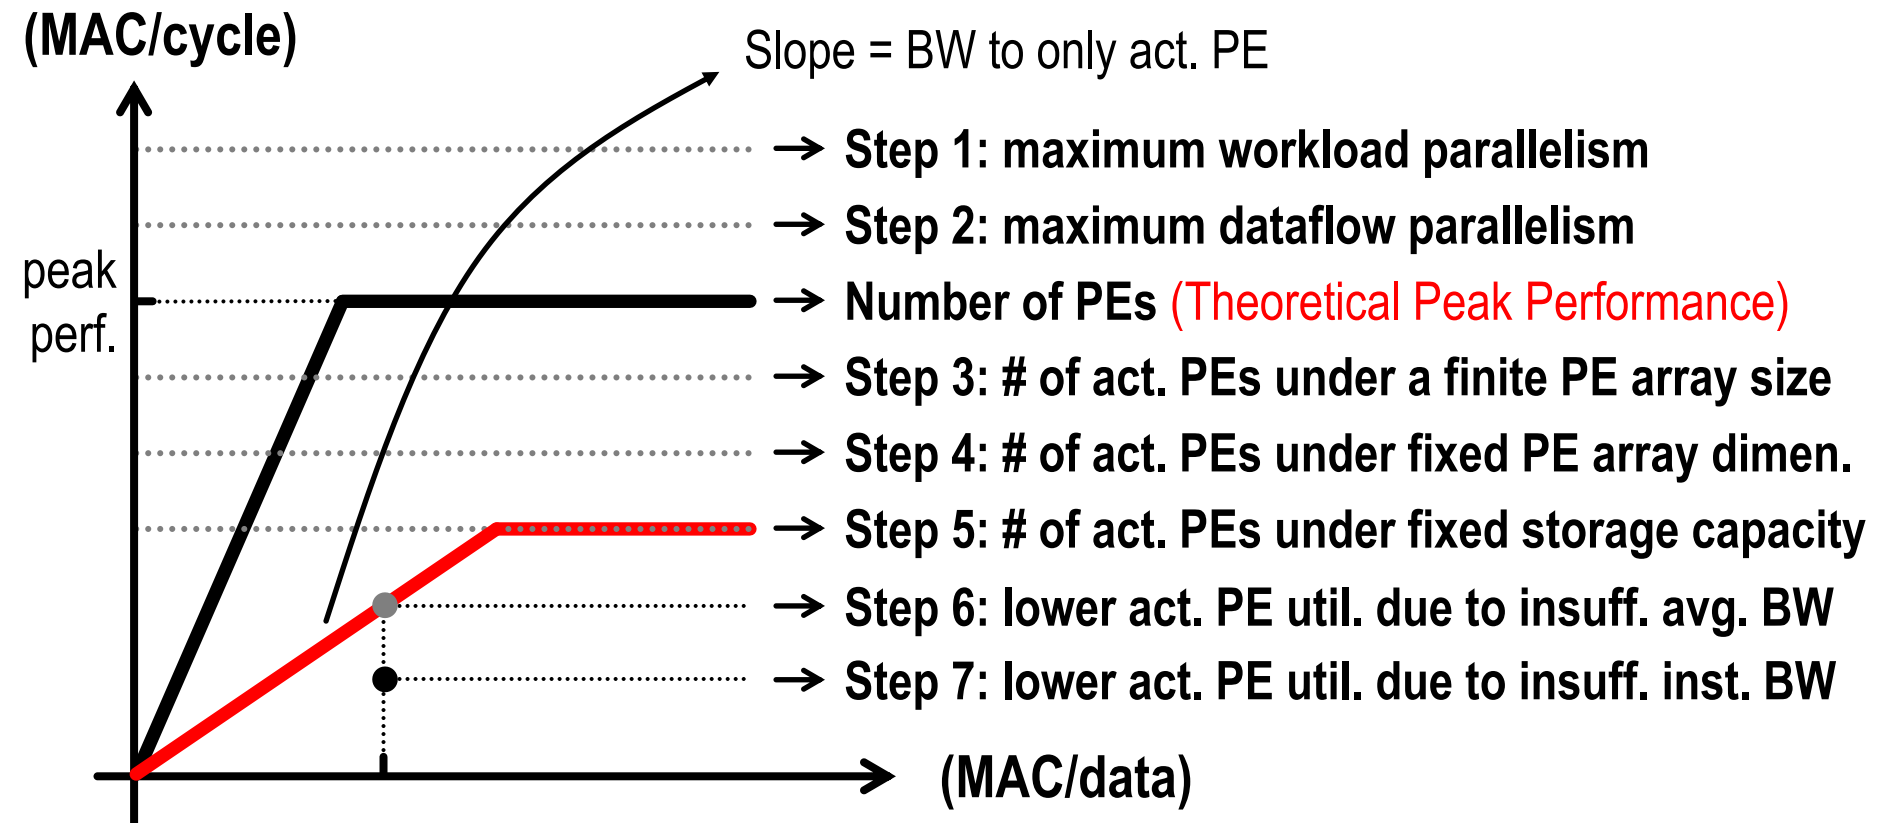 (MAC/cycle)
Slope = BW to only act. PE
Step 1: maximum workload parallelism
Step 2: maximum dataflow parallelism
peak
perf.
Number of PEs (Theoretical Peak Performance)
Step 3: # of act. PEs under a finite PE array size
Step 4: # of act. PEs under fixed PE array dimen.
Step 5: # of act. PEs under fixed storage capacity
Step 6: lower act. PE util. due to insuff. avg. BW
Step 7: lower act. PE util. due to insuff. inst. BW
(MAC/data)